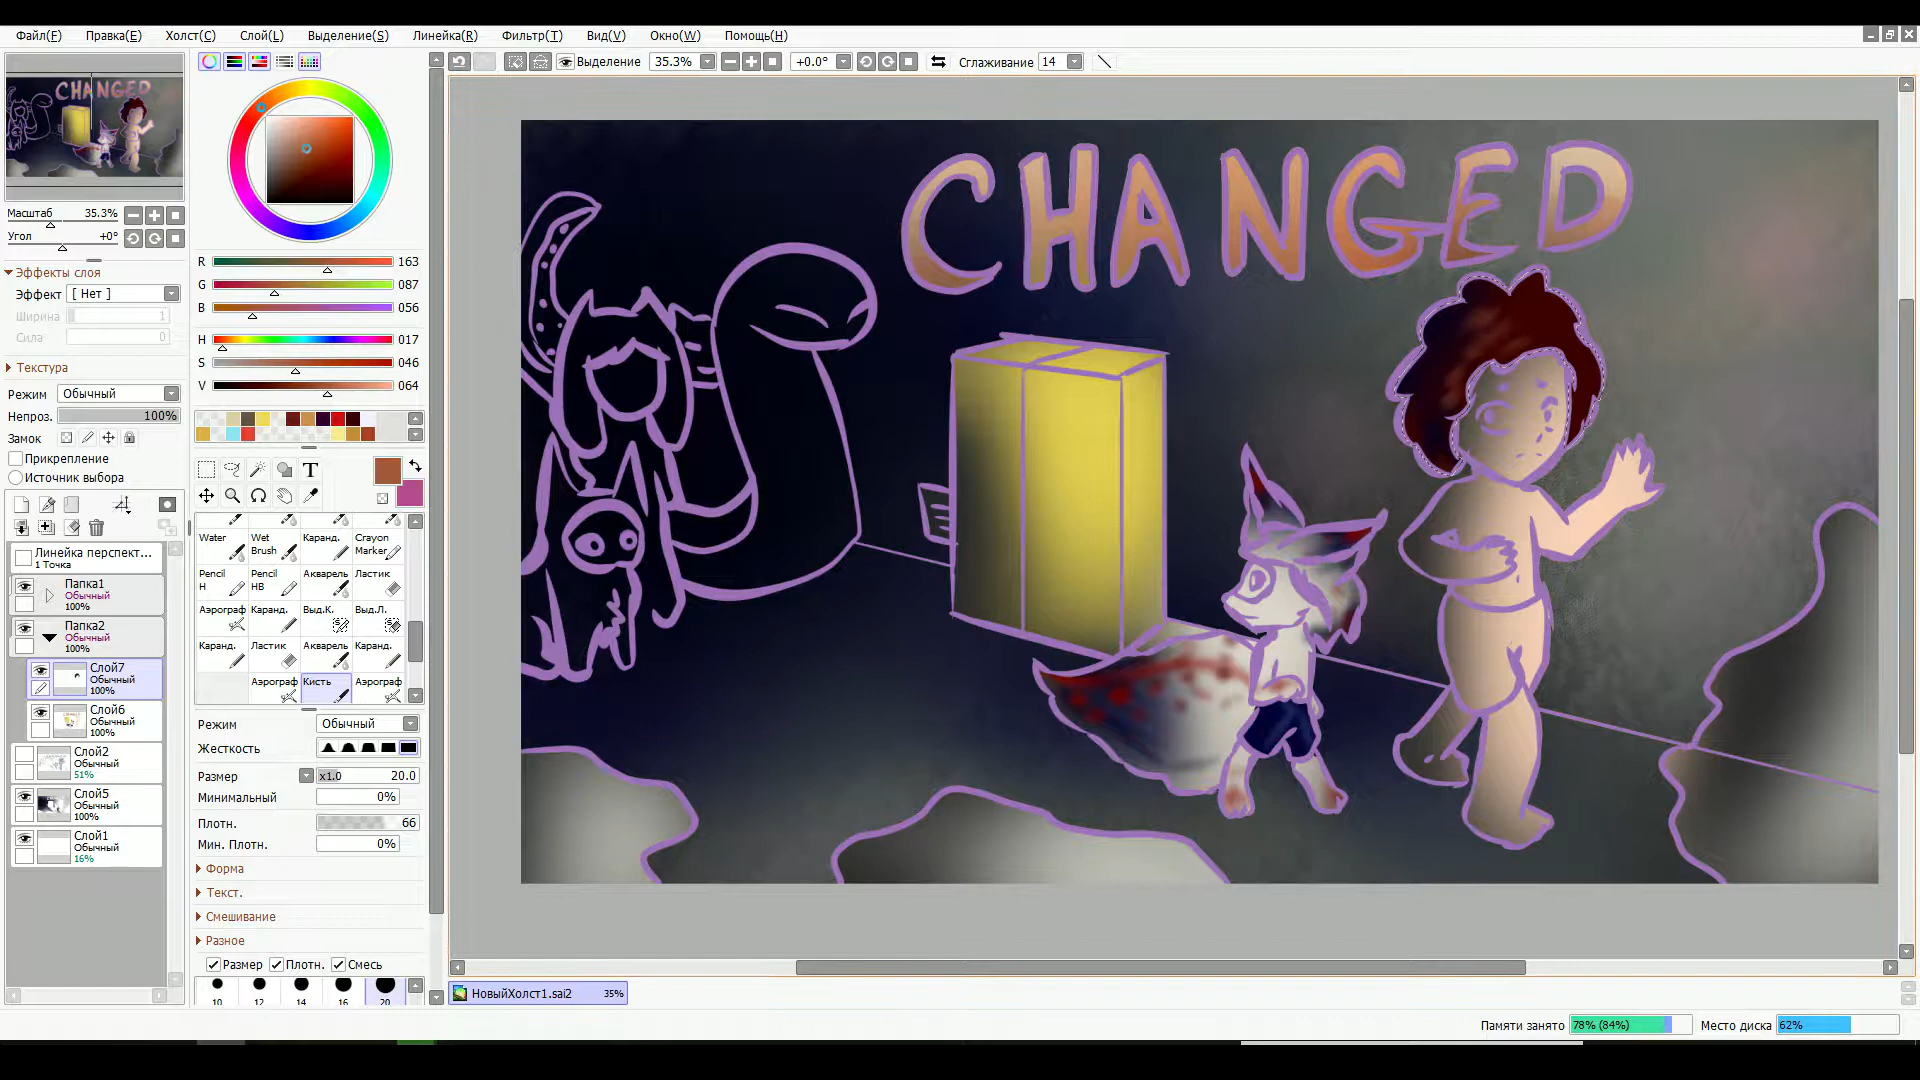 Файл(F) Правка(E) Холст(C) Слой(L) Выделение(S) Линейка(R) Фильтр(T) Вид(V) Окно(W) Помощь(H)
Выделение 35.3% +0.0° Сглаживание 14
Масштаб 35.3%
Угол +0°
Эффекты слоя
Эффект [ Нет ]
Ширина 1
Сила 0
Текстура
Режим Обычный
Непроз. 100%
Замок
Прикрепление
Источник выбора
Линейка перспект...
1 Точка
Папка1
Обычный
100%
Папка2
Обычный
100%
Слой7
Обычный
100%
Слой6
Обычный
100%
Слой2
Обычный
51%
Слой5
Обычный
100%
Слой1
Обычный
16%
R 163
G 087
B 056
H 017
S 046
V 064
T
Water Wet Brush Каранд. Crayon Marker
Pencil H Pencil HB Акварель Ластик
Аэрограф Каранд. Выд.К. Выд.Л.
Каранд. Ластик Акварель Каранд.
Аэрограф Кисть Аэрограф
Режим Обычный
Жесткость
Размер x1.0 20.0
Минимальный 0%
Плотн. 66
Мин. Плотн. 0%
Форма
Текст.
Смешивание
Разное
Размер Плотн. Смесь
10 12 14 16 20
CHANGED
НовыйХолст1.sai2 35%
Памяти занято 78% (84%) Место диска 62%